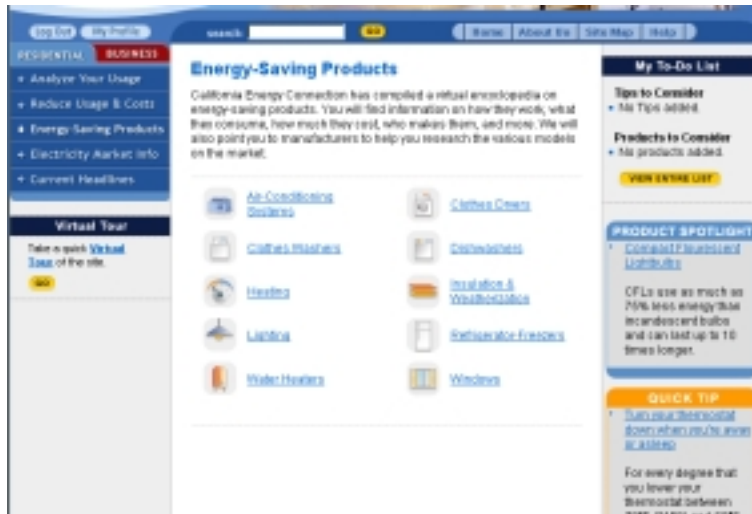 Log Out My Profile
search: GO
Home About Us Site Map Help
RESIDENTIAL BUSINESS
Analyze Your Usage
Reduce Usage & Costs
Energy-Saving Products
Electricity Market Info
Current Headlines
Virtual Tour
Take a quick Virtual
Tour of the site.
GO
Energy-Saving Products
California Energy Connection has compiled a virtual encyclopedia on
energy-saving products. You will find information on how they work, what
they consume, how much they cost, who makes them, and more. We will
also point you to manufacturers to help you research the various models
on the market.
Air-Conditioning
Systems
Clothes Dryers
Clothes Washers
Dishwashers
Heating
Insulation &
Weatherization
Lighting
Refrigerator-Freezers
Water Heaters
Windows
My To-Do List
Tips to Consider
No Tips added.
Products to Consider
No products added.
VIEW ENTIRE LIST
PRODUCT SPOTLIGHT
Compact Flourescent
Lightbulbs
CFLs use as much as
75% less energy than
incandescent bulbs
and can last up to 10
times longer.
QUICK TIP
Turn your thermostat
down when you're away
or asleep
For every degree that
you lower your
thermostat between